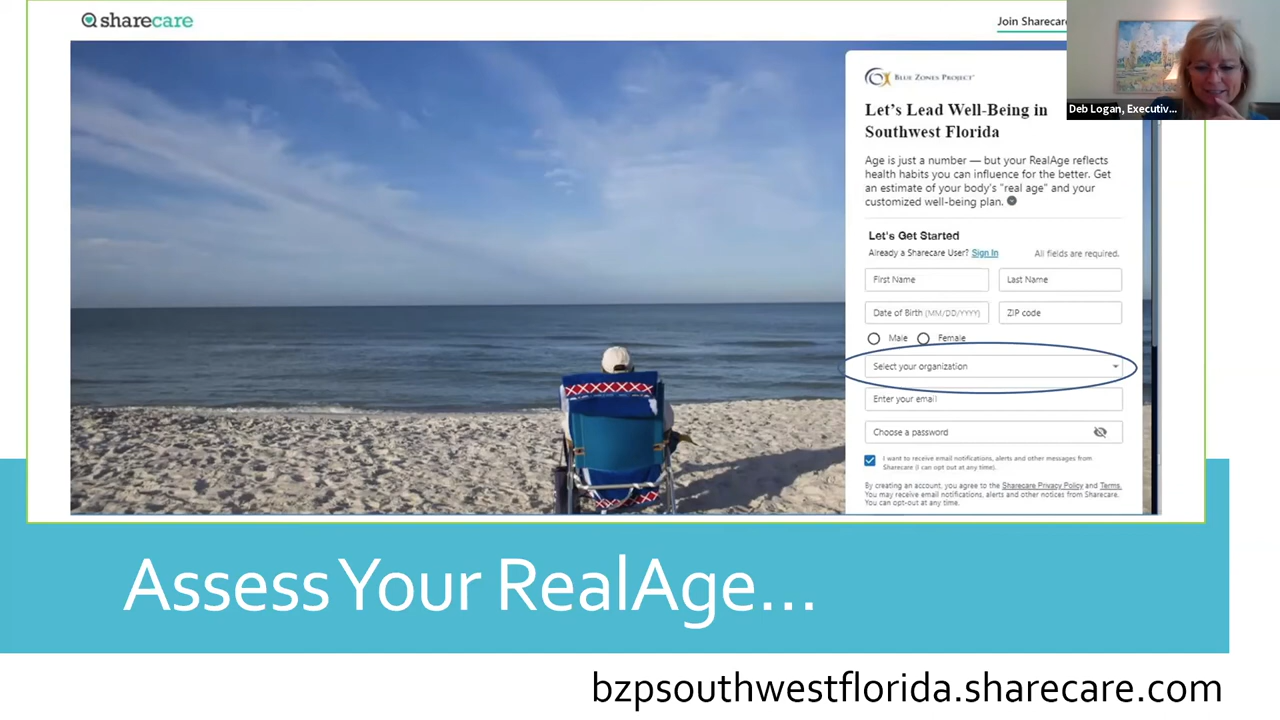 sharecare
Join Sharecare
Deb Logan, Executiv...
BLUE ZONES PROJECT
Let's Lead Well-Being in
Southwest Florida
Age is just a number — but your RealAge reflects
health habits you can influence for the better. Get
an estimate of your body's "real age" and your
customized well-being plan.
Let's Get Started
Already a Sharecare User? Sign In
All fields are required.
First Name
Last Name
Date of Birth (MM/DD/YYYY)
ZIP code
Male
Female
Select your organization
Enter your email
Choose a password
I want to receive email notifications, alerts and other messages from
Sharecare (I can opt out at any time).
By creating an account, you agree to the Sharecare Privacy Policy and Terms.
You may receive email notifications, alerts and other notices from Sharecare.
You can opt-out at any time.
Assess Your RealAge...
bzpsouthwestflorida.sharecare.com